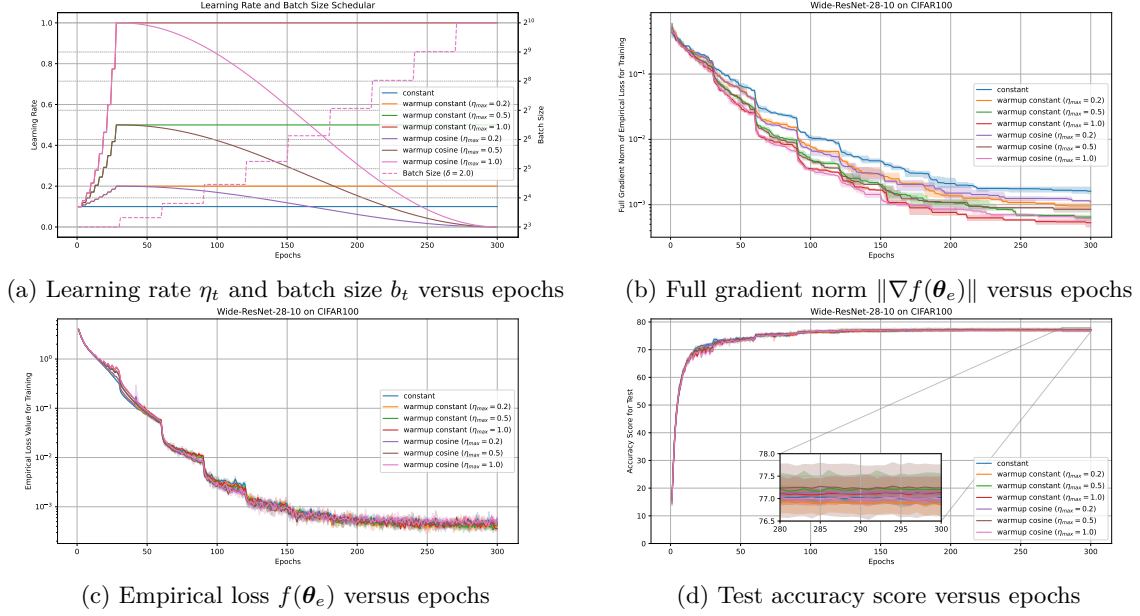 Learning Rate and Batch Size Schedular
1.0
0.8
0.6
0.4
0.2
0.0
Learning Rate
2^10
2^9
2^8
2^7
2^6
2^5
2^4
2^3
Batch Size
constant
warmup constant (η_max = 0.2)
warmup constant (η_max = 0.5)
warmup constant (η_max = 1.0)
warmup cosine (η_max = 0.2)
warmup cosine (η_max = 0.5)
warmup cosine (η_max = 1.0)
Batch Size (δ = 2.0)
0 50 100 150 200 250 300
Epochs
(a) Learning rate η_t and batch size b_t versus epochs
Wide-ResNet-28-10 on CIFAR100
10^−1
10^−2
10^−3
Full Gradient Norm of Empirical Loss for Training
constant
warmup constant (η_max = 0.2)
warmup constant (η_max = 0.5)
warmup constant (η_max = 1.0)
warmup cosine (η_max = 0.2)
warmup cosine (η_max = 0.5)
warmup cosine (η_max = 1.0)
0 50 100 150 200 250 300
Epochs
(b) Full gradient norm ‖∇f(θ_e)‖ versus epochs
Wide-ResNet-28-10 on CIFAR100
10^0
10^−1
10^−2
10^−3
Empirical Loss Value for Training
constant
warmup constant (η_max = 0.2)
warmup constant (η_max = 0.5)
warmup constant (η_max = 1.0)
warmup cosine (η_max = 0.2)
warmup cosine (η_max = 0.5)
warmup cosine (η_max = 1.0)
0 50 100 150 200 250 300
Epochs
(c) Empirical loss f(θ_e) versus epochs
Wide-ResNet-28-10 on CIFAR100
80
70
60
50
40
30
20
10
0
Accuracy Score for Test
78.0
77.5
77.0
76.5
280 285 290 295 300
constant
warmup constant (η_max = 0.2)
warmup constant (η_max = 0.5)
warmup constant (η_max = 1.0)
warmup cosine (η_max = 0.2)
warmup cosine (η_max = 0.5)
warmup cosine (η_max = 1.0)
0 50 100 150 200 250 300
Epochs
(d) Test accuracy score versus epochs